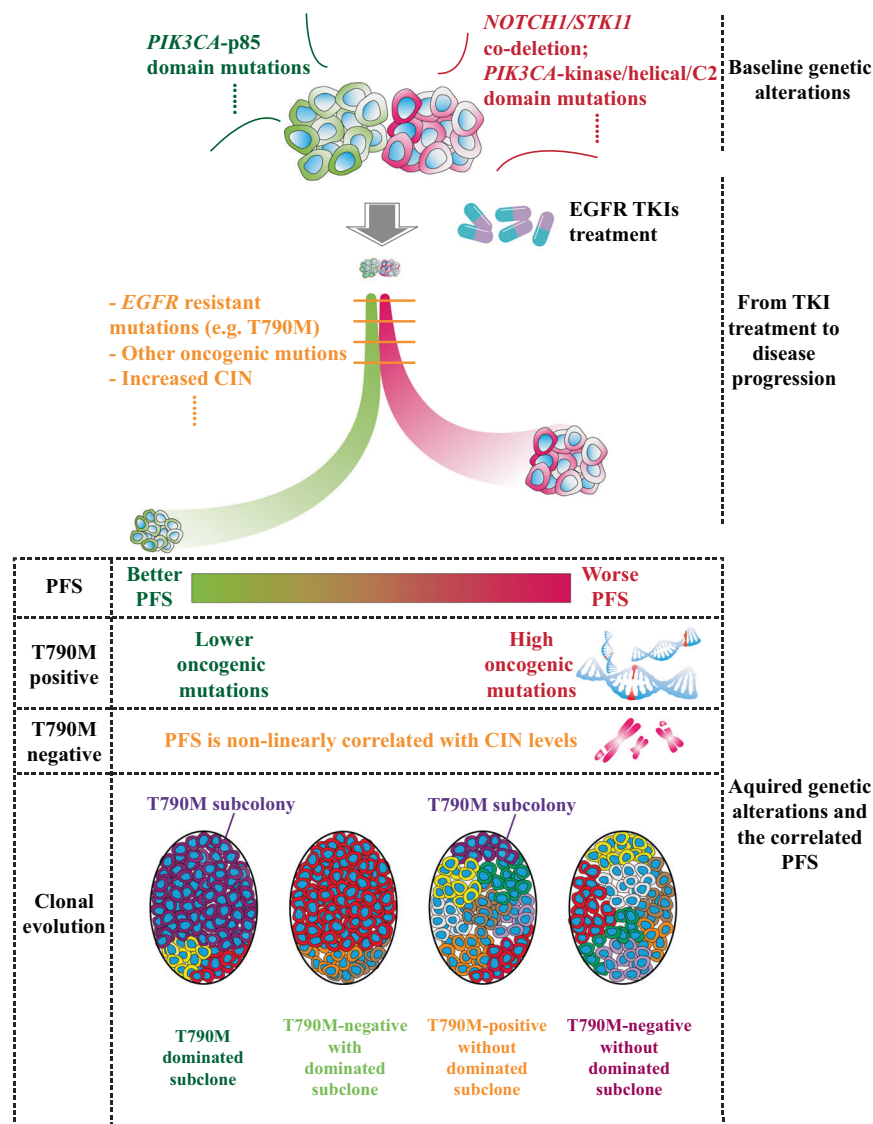 PIK3CA-p85
domain mutations
NOTCH1/STK11
co-deletion;
PIK3CA-kinase/helical/C2
domain mutations
Baseline genetic
alterations
EGFR TKIs
treatment
- EGFR resistant
mutations (e.g. T790M)
- Other oncogenic mutions
- Increased CIN
From TKI
treatment to
disease
progression
PFS
Better
PFS
Worse
PFS
T790M
positive
Lower
oncogenic
mutations
High
oncogenic
mutations
T790M
negative
PFS is non-linearly correlated with CIN levels
Aquired genetic
alterations and
the correlated
PFS
Clonal
evolution
T790M subcolony
T790M subcolony
T790M
dominated
subclone
T790M-negative
with
dominated
subclone
T790M-positive
without
dominated
subclone
T790M-negative
without
dominated
subclone